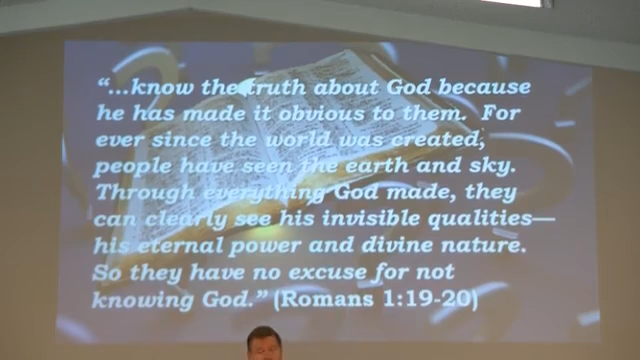 “...know the truth about God because
he has made it obvious to them. For
ever since the world was created,
people have seen the earth and sky.
Through everything God made, they
can clearly see his invisible qualities—
his eternal power and divine nature.
So they have no excuse for not
knowing God.” (Romans 1:19-20)